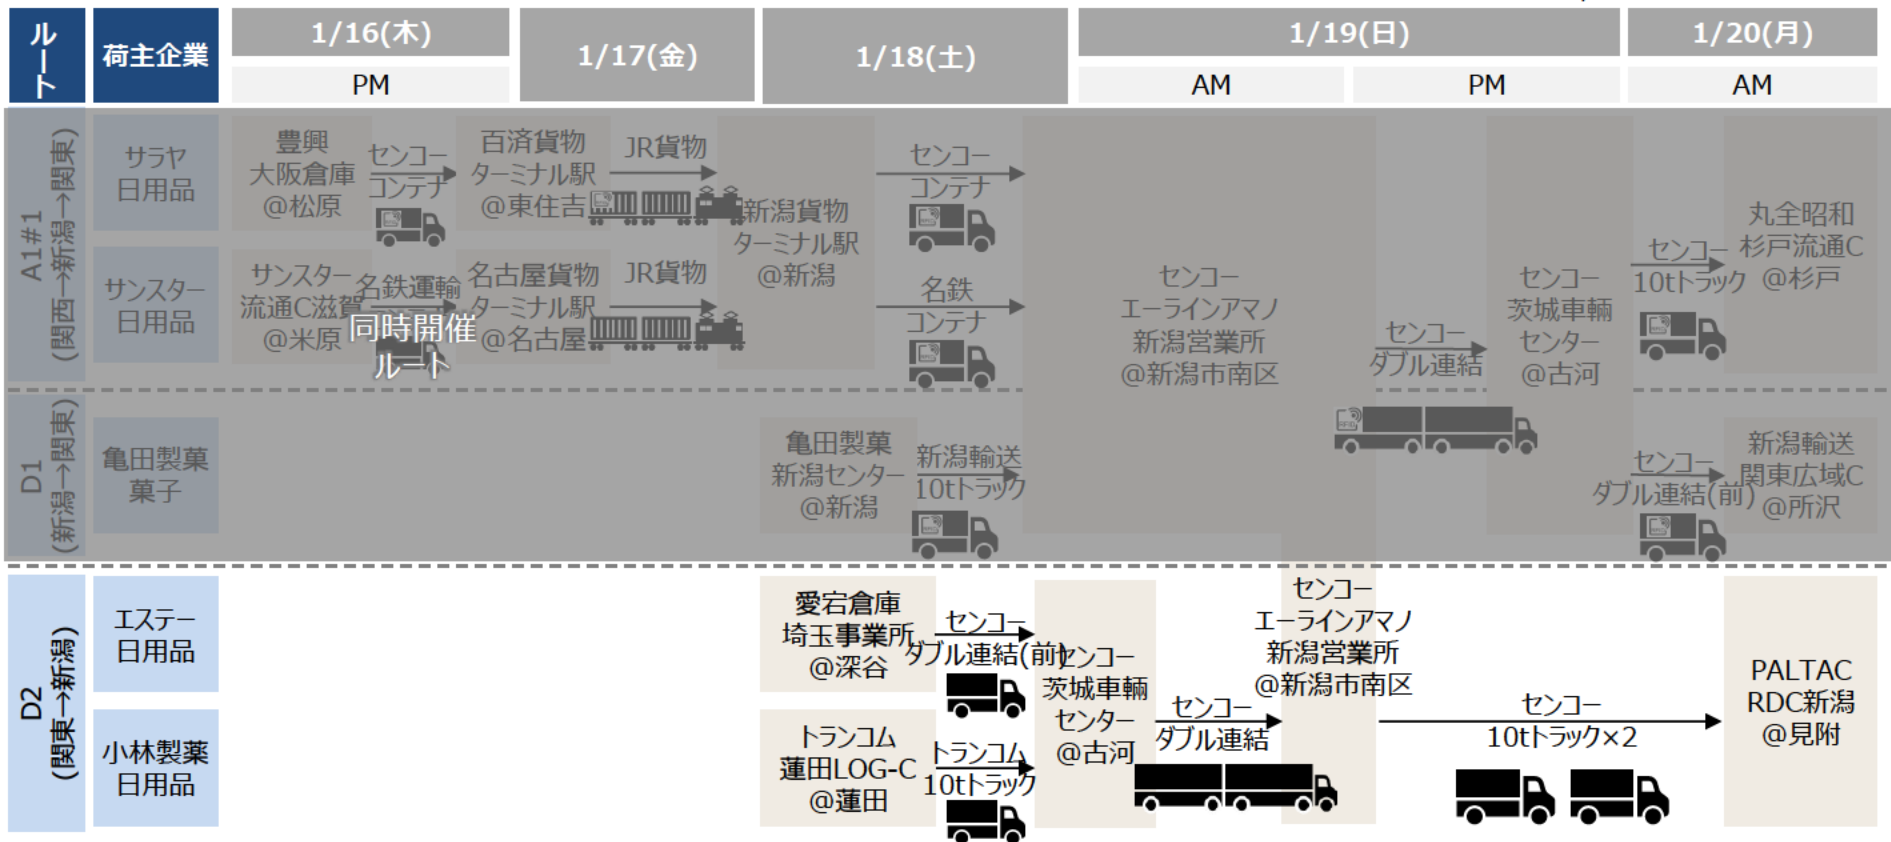 ルート
荷主企業
1/16(木)
1/17(金)
1/18(土)
1/19(日)
1/20(月)
PM
AM
PM
AM
A1#1
(関西→新潟→関東)
サラヤ
日用品
豊興
大阪倉庫
@松原
センコー
コンテナ
百済貨物
ターミナル駅
@東住吉
JR貨物
新潟貨物
ターミナル駅
@新潟
センコー
コンテナ
サンスター
日用品
サンスター
流通C滋賀
@米原
名鉄運輸
同時開催
ルート
名古屋貨物
ターミナル駅
@名古屋
JR貨物
名鉄
コンテナ
センコー
エーラインアマノ
新潟営業所
@新潟市南区
センコー
ダブル連結
センコー
茨城車輌
センター
@古河
センコー
10tトラック
丸全昭和
杉戸流通C
@杉戸
D1
(新潟→関東)
亀田製菓
菓子
亀田製菓
新潟センター
@新潟
新潟輸送
10tトラック
センコー
ダブル連結(前)
新潟輸送
関東広域C
@所沢
D2
(関東→新潟)
エステー
日用品
愛宕倉庫
埼玉事業所
@深谷
センコー
ダブル連結(前)
小林製薬
日用品
トランコム
蓮田LOG-C
@蓮田
トランコム
10tトラック
センコー
茨城車輌
センター
@古河
センコー
ダブル連結
センコー
エーラインアマノ
新潟営業所
@新潟市南区
センコー
10tトラック×2
PALTAC
RDC新潟
@見附